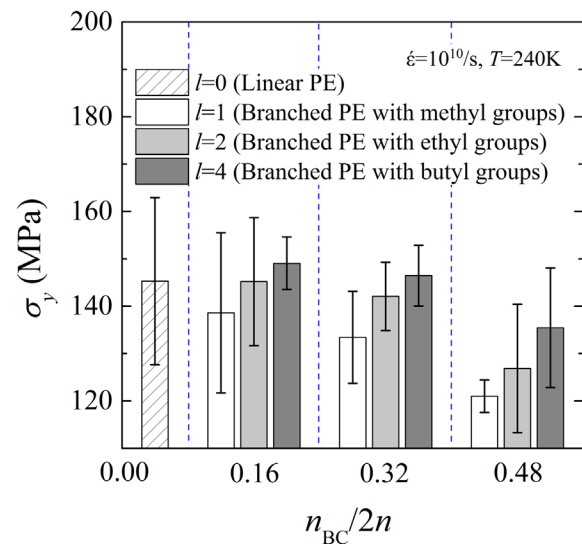 έ=10¹⁰/s, T=240K
l=0 (Linear PE)
l=1 (Branched PE with methyl groups)
l=2 (Branched PE with ethyl groups)
l=4 (Branched PE with butyl groups)
σy (MPa)
200
180
160
140
120
0.00 0.16 0.32 0.48
nBC/2n